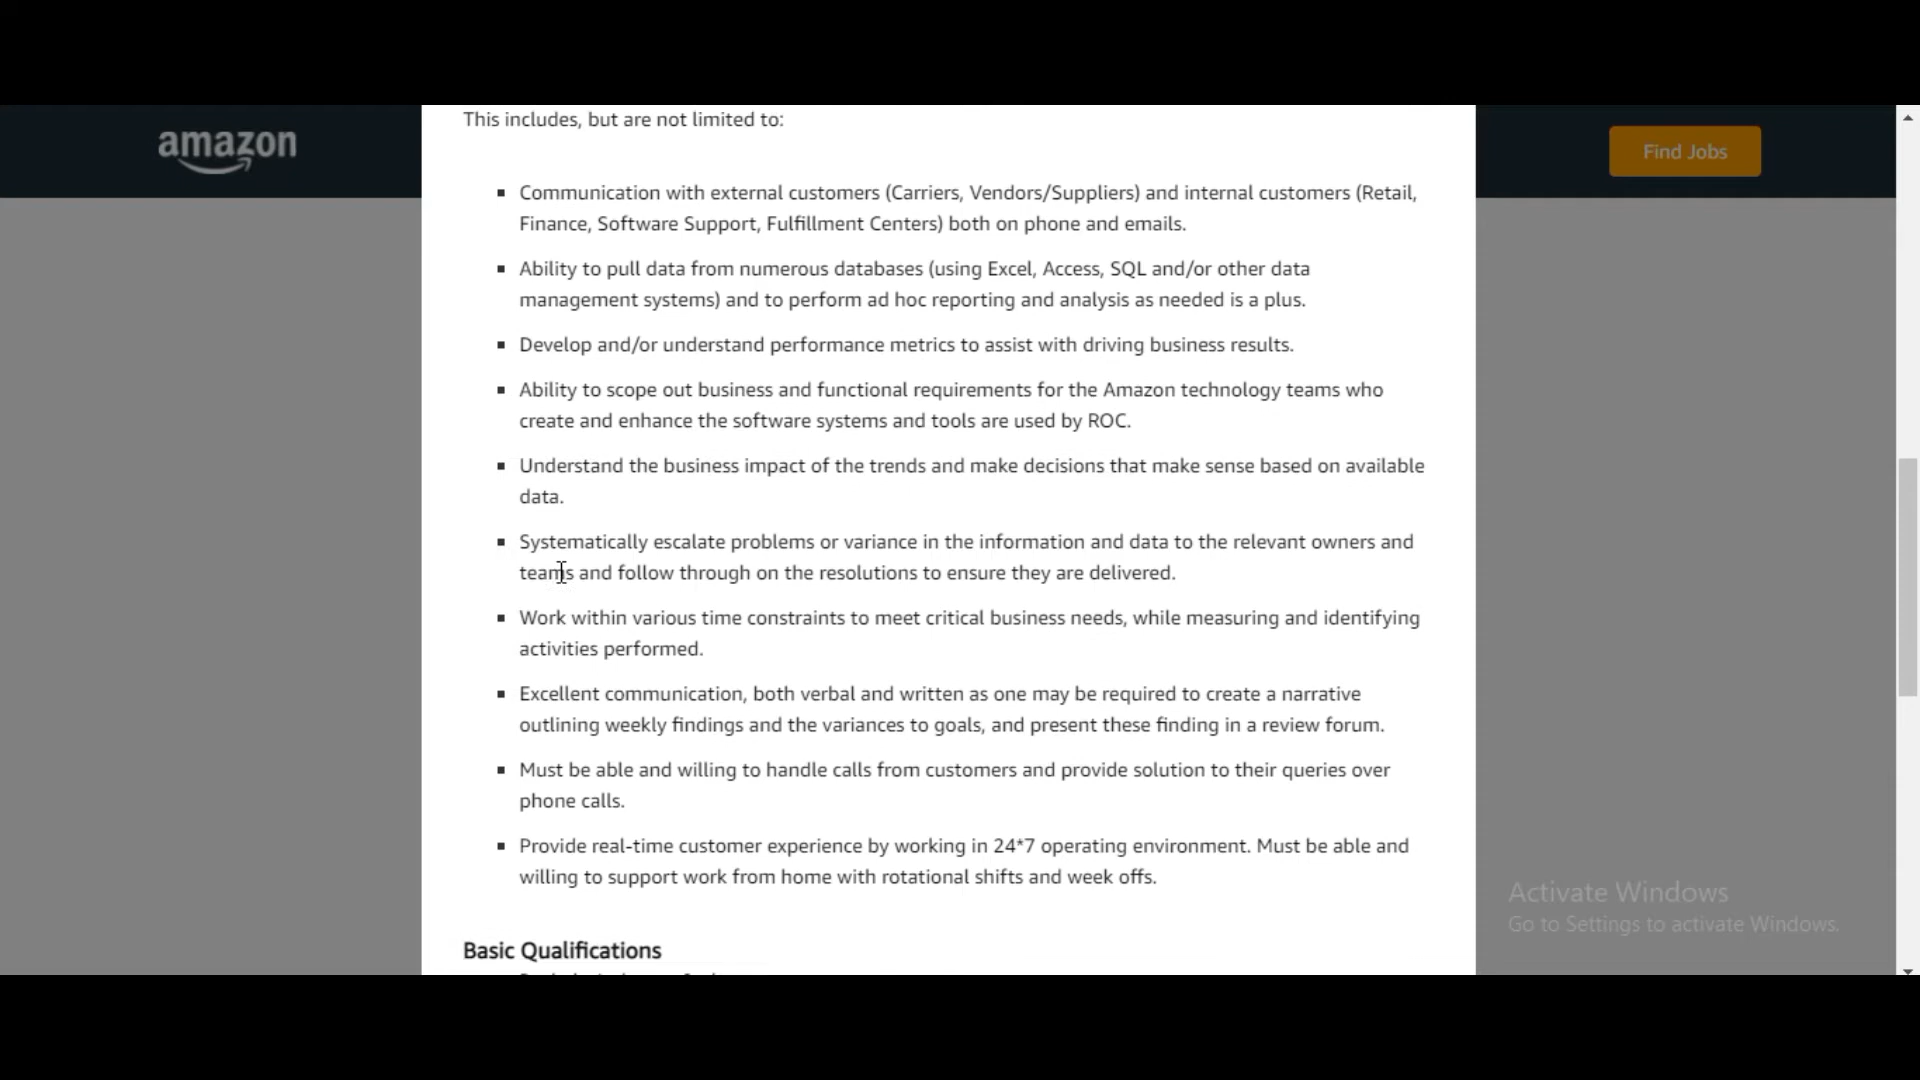 This includes, but are not limited to:
amazon
Find Jobs
▪ Communication with external customers (Carriers, Vendors/Suppliers) and internal customers (Retail,
Finance, Software Support, Fulfillment Centers) both on phone and emails.
▪ Ability to pull data from numerous databases (using Excel, Access, SQL and/or other data
management systems) and to perform ad hoc reporting and analysis as needed is a plus.
▪ Develop and/or understand performance metrics to assist with driving business results.
▪ Ability to scope out business and functional requirements for the Amazon technology teams who
create and enhance the software systems and tools are used by ROC.
▪ Understand the business impact of the trends and make decisions that make sense based on available
data.
▪ Systematically escalate problems or variance in the information and data to the relevant owners and
teams and follow through on the resolutions to ensure they are delivered.
▪ Work within various time constraints to meet critical business needs, while measuring and identifying
activities performed.
▪ Excellent communication, both verbal and written as one may be required to create a narrative
outlining weekly findings and the variances to goals, and present these finding in a review forum.
▪ Must be able and willing to handle calls from customers and provide solution to their queries over
phone calls.
▪ Provide real-time customer experience by working in 24*7 operating environment. Must be able and
willing to support work from home with rotational shifts and week offs.
Activate Windows
Go to Settings to activate Windows.
Basic Qualifications